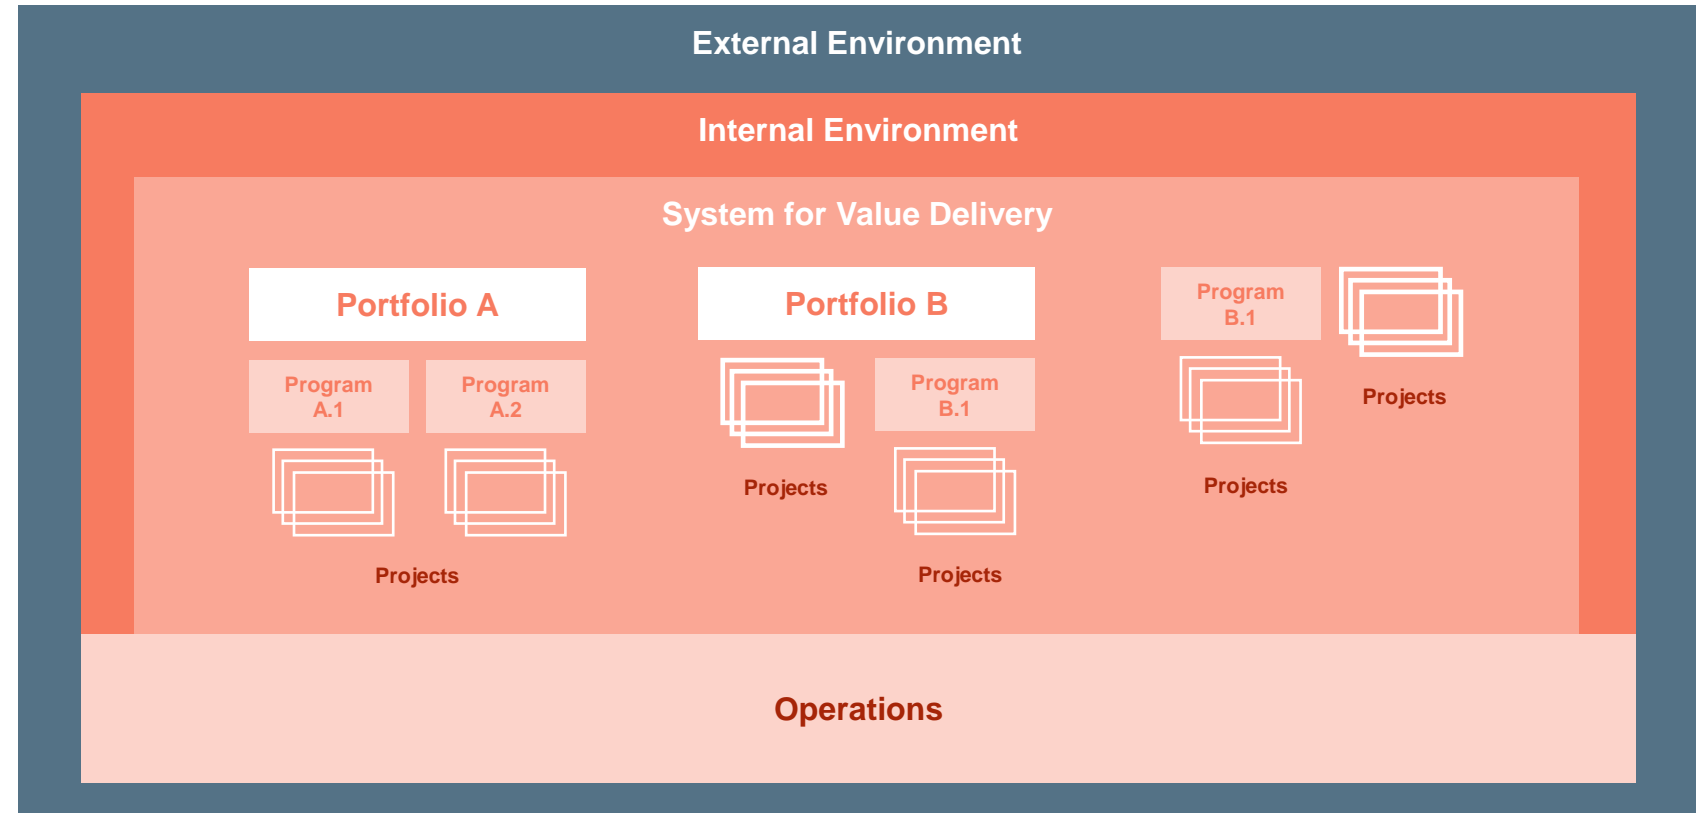 External Environment
Internal Environment
System for Value Delivery
Portfolio A
Program
A.1
Program
A.2
Projects
Portfolio B
Projects
Program
B.1
Projects
Program
B.1
Projects
Projects
Operations